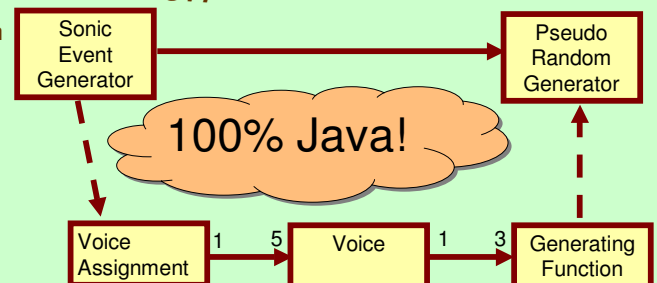 Sonic
Event
Generator
Pseudo
Random
Generator
100% Java!
Voice
Assignment
1
5
Voice
1
3
Generating
Function